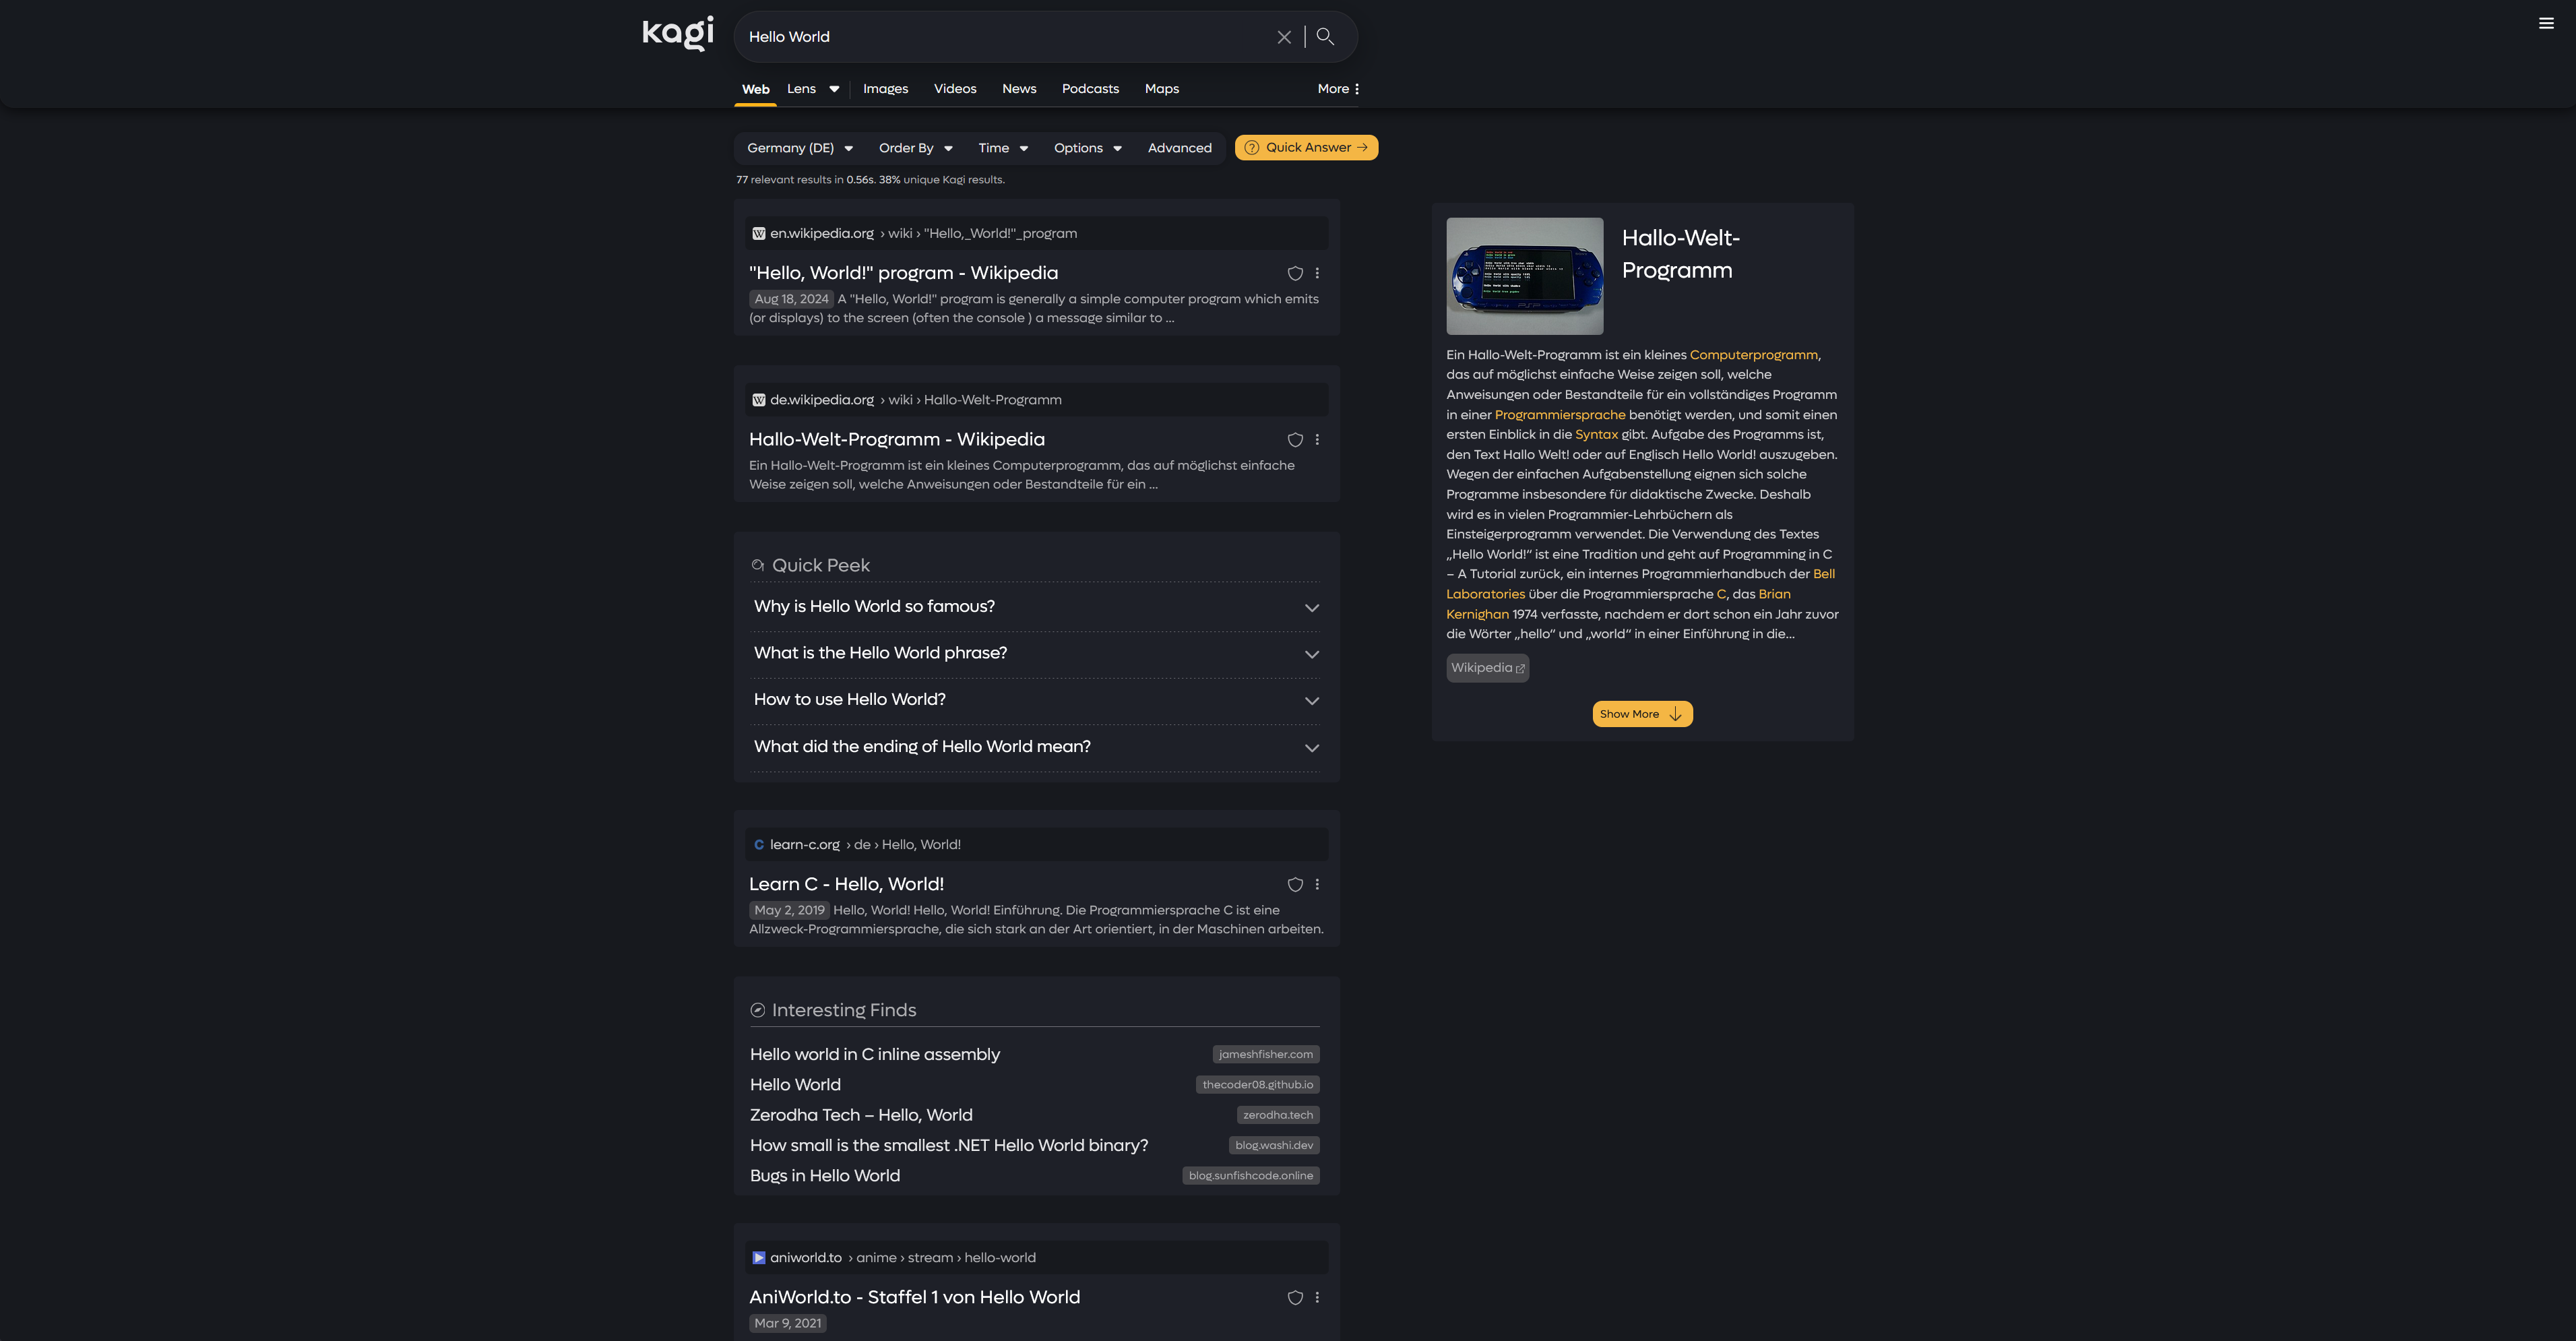 kagi
Hello World
Web Lens Images Videos News Podcasts Maps More
Germany (DE) Order By Time Options Advanced Quick Answer
77 relevant results in 0.56s. 38% unique Kagi results.
en.wikipedia.org › wiki › "Hello,_World!"_program
"Hello, World!" program - Wikipedia
Aug 18, 2024 A "Hello, World!" program is generally a simple computer program which emits
(or displays) to the screen (often the console ) a message similar to ...
de.wikipedia.org › wiki › Hallo-Welt-Programm
Hallo-Welt-Programm - Wikipedia
Ein Hallo-Welt-Programm ist ein kleines Computerprogramm, das auf möglichst einfache
Weise zeigen soll, welche Anweisungen oder Bestandteile für ein ...
Quick Peek
Why is Hello World so famous?
What is the Hello World phrase?
How to use Hello World?
What did the ending of Hello World mean?
learn-c.org › de › Hello, World!
Learn C - Hello, World!
May 2, 2019 Hello, World! Hello, World! Einführung. Die Programmiersprache C ist eine
Allzweck-Programmiersprache, die sich stark an der Art orientiert, in der Maschinen arbeiten.
Interesting Finds
Hello world in C inline assembly jameshfisher.com
Hello World thecoder08.github.io
Zerodha Tech – Hello, World zerodha.tech
How small is the smallest .NET Hello World binary? blog.washi.dev
Bugs in Hello World blog.sunfishcode.online
aniworld.to › anime › stream › hello-world
AniWorld.to - Staffel 1 von Hello World
Mar 9, 2021
Hallo-Welt-
Programm
Ein Hallo-Welt-Programm ist ein kleines Computerprogramm,
das auf möglichst einfache Weise zeigen soll, welche
Anweisungen oder Bestandteile für ein vollständiges Programm
in einer Programmiersprache benötigt werden, und somit einen
ersten Einblick in die Syntax gibt. Aufgabe des Programms ist,
den Text Hallo Welt! oder auf Englisch Hello World! auszugeben.
Wegen der einfachen Aufgabenstellung eignen sich solche
Programme insbesondere für didaktische Zwecke. Deshalb
wird es in vielen Programmier-Lehrbüchern als
Einsteigerprogramm verwendet. Die Verwendung des Textes
„Hello World!“ ist eine Tradition und geht auf Programming in C
– A Tutorial zurück, ein internes Programmierhandbuch der Bell
Laboratories über die Programmiersprache C, das Brian
Kernighan 1974 verfasste, nachdem er dort schon ein Jahr zuvor
die Wörter „hello“ und „world“ in einer Einführung in die...
Wikipedia
Show More